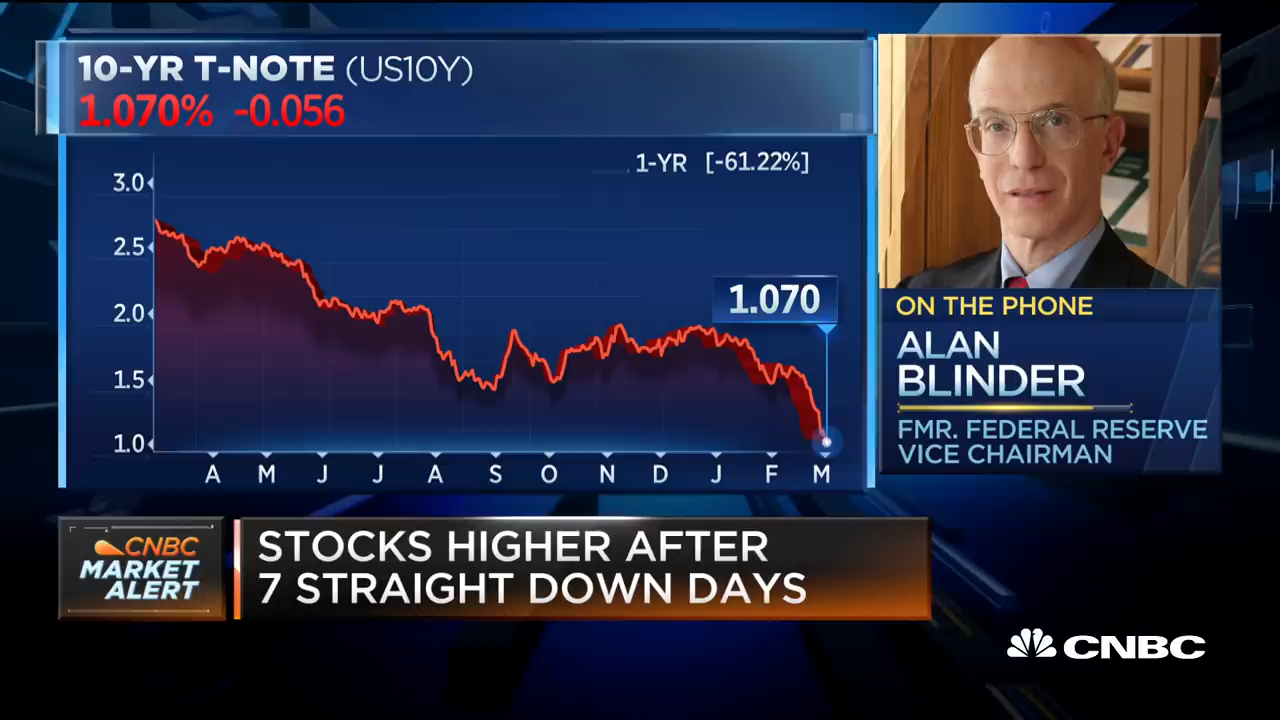 10-YR T-NOTE (US10Y)
1.070% -0.056
1-YR [-61.22%]
3.0
2.5
2.0
1.5
1.0
1.070
A M J J A S O N D J F M
ON THE PHONE
ALAN
BLINDER
FMR. FEDERAL RESERVE
VICE CHAIRMAN
CNBC
MARKET
ALERT
STOCKS HIGHER AFTER
7 STRAIGHT DOWN DAYS
CNBC